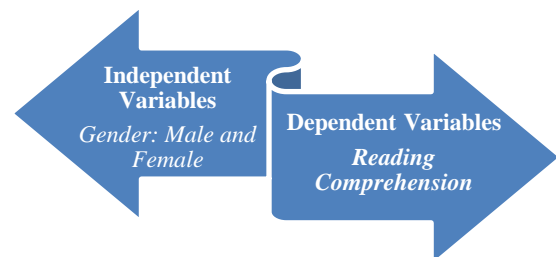 Independent
Variables
Gender: Male and
Female
Dependent Variables
Reading
Comprehension